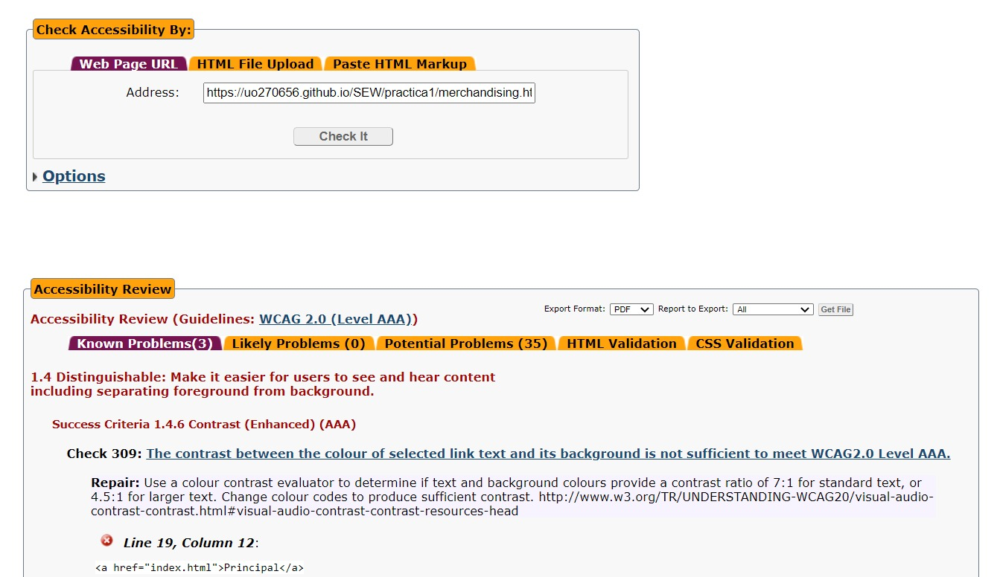 Check Accessibility By:
Web Page URL HTML File Upload Paste HTML Markup
Address: https://uo270656.github.io/SEW/practica1/merchandising.ht
Check It
Options
Accessibility Review
Export Format: PDF Report to Export: All Get File
Accessibility Review (Guidelines: WCAG 2.0 (Level AAA))
Known Problems(3) Likely Problems (0) Potential Problems (35) HTML Validation CSS Validation
1.4 Distinguishable: Make it easier for users to see and hear content
including separating foreground from background.
Success Criteria 1.4.6 Contrast (Enhanced) (AAA)
Check 309: The contrast between the colour of selected link text and its background is not sufficient to meet WCAG2.0 Level AAA.
Repair: Use a colour contrast evaluator to determine if text and background colours provide a contrast ratio of 7:1 for standard text, or
4.5:1 for larger text. Change colour codes to produce sufficient contrast. http://www.w3.org/TR/UNDERSTANDING-WCAG20/visual-audio-
contrast-contrast.html#visual-audio-contrast-contrast-resources-head
Line 19, Column 12:
<a href="index.html">Principal</a>